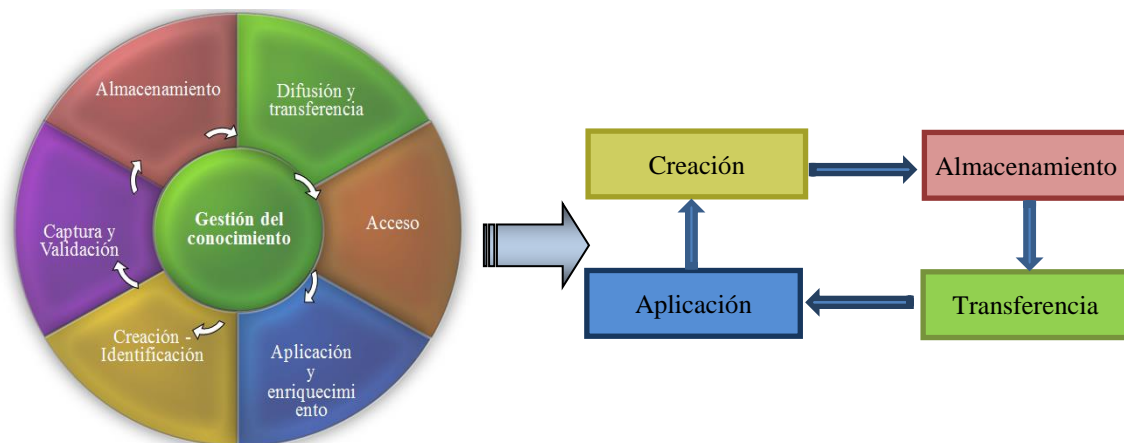 Almacenamiento
Difusión y
transferencia
Acceso
Aplicación
y
enriquecimi
ento
Creación -
Identificación
Captura y
Validación
Gestión del
conocimiento
Creación
Almacenamiento
Aplicación
Transferencia